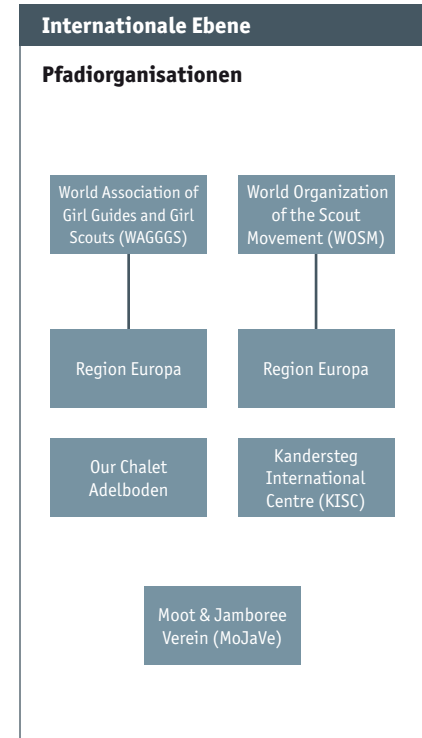 Internationale Ebene
Pfadiorganisationen
World Association of
Girl Guides and Girl
Scouts (WAGGGS)
World Organization
of the Scout
Movement (WOSM)
Region Europa
Region Europa
Our Chalet
Adelboden
Kandersteg
International
Centre (KISC)
Moot & Jamboree
Verein (MoJaVe)